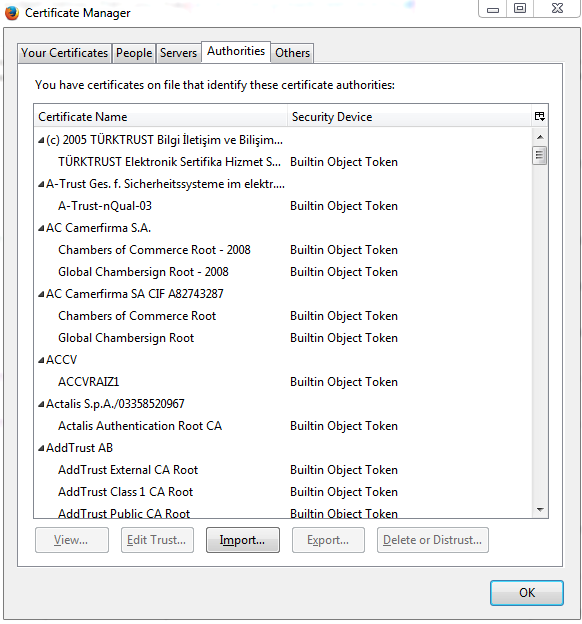 Certificate Manager
Your Certificates People Servers Authorities Others
You have certificates on file that identify these certificate authorities:
Certificate Name Security Device
(c) 2005 TÜRKTRUST Bilgi İletişim ve Bilişim...
TÜRKTRUST Elektronik Sertifika Hizmet S... Builtin Object Token
A-Trust Ges. f. Sicherheitssysteme im elektr....
A-Trust-nQual-03 Builtin Object Token
AC Camerfirma S.A.
Chambers of Commerce Root - 2008 Builtin Object Token
Global Chambersign Root - 2008 Builtin Object Token
AC Camerfirma SA CIF A82743287
Chambers of Commerce Root Builtin Object Token
Global Chambersign Root Builtin Object Token
ACCV
ACCVRAIZ1 Builtin Object Token
Actalis S.p.A./03358520967
Actalis Authentication Root CA Builtin Object Token
AddTrust AB
AddTrust External CA Root Builtin Object Token
AddTrust Class 1 CA Root Builtin Object Token
AddTrust Public CA Root Builtin Object Token
View... Edit Trust... Import... Export... Delete or Distrust...
OK